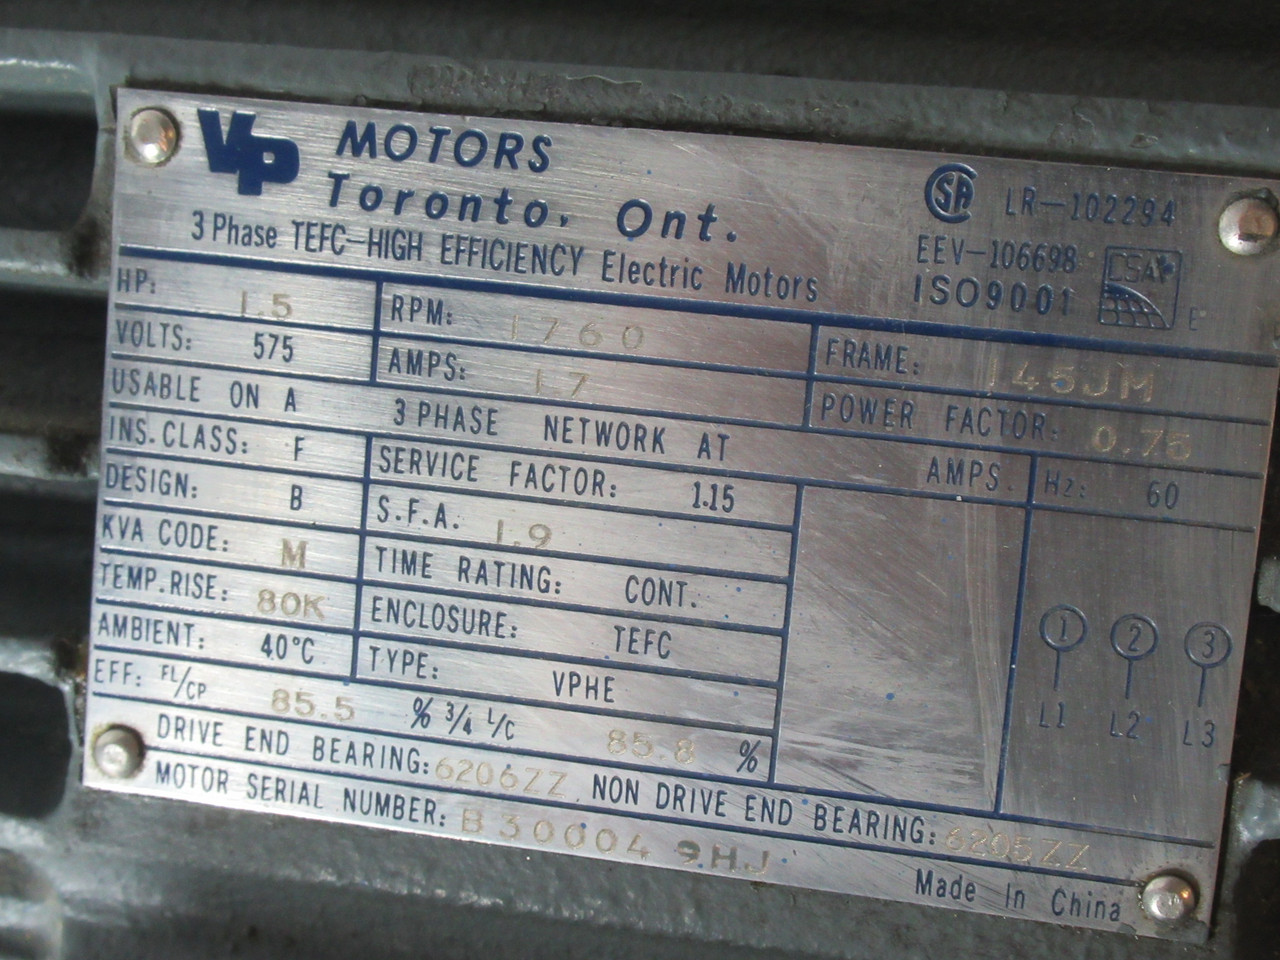 VP MOTORS
Toronto, Ont.
3 Phase TEFC-HIGH EFFICIENCY Electric Motors
SA LR-102294
EEV-106698
ISO9001 CSA E
HP: 1.5 RPM: 1760 FRAME: 145JM
VOLTS: 575 AMPS: 1.7 POWER FACTOR: 0.75
USABLE ON A 3 PHASE NETWORK AT AMPS. Hz: 60
INS.CLASS: F SERVICE FACTOR: 1.15
DESIGN: B S.F.A. 1.9
KVA CODE: M TIME RATING: CONT.
TEMP.RISE: 80K ENCLOSURE: TEFC
AMBIENT: 40°C TYPE: VPHE
EFF: FL/CP 85.5 % 3/4 L/C 85.8 %
1 2 3
L1 L2 L3
DRIVE END BEARING: 6206ZZ NON DRIVE END BEARING: 6205ZZ
MOTOR SERIAL NUMBER: B300049HJ
Made In China